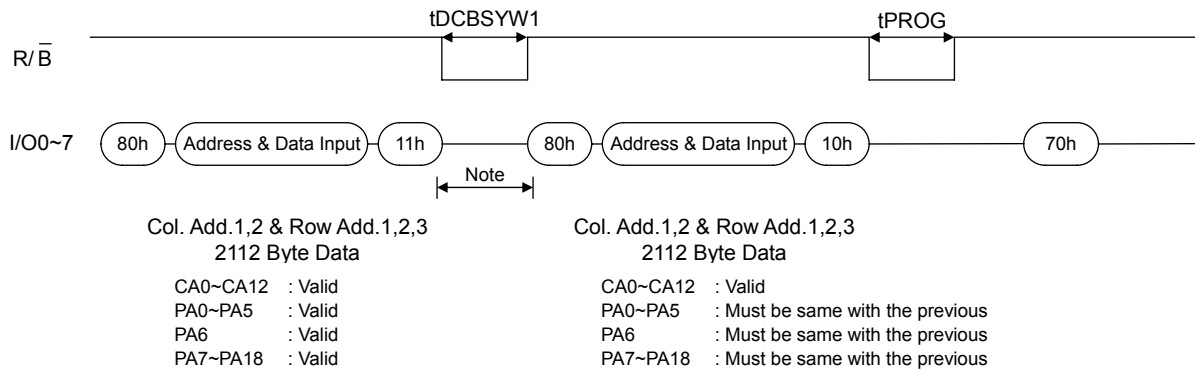 tDCBSYW1 tPROG
R/B̅
I/O0~7 80h Address & Data Input 11h 80h Address & Data Input 10h 70h
Note
Col. Add.1,2 & Row Add.1,2,3
2112 Byte Data
CA0~CA12 : Valid
PA0~PA5 : Valid
PA6 : Valid
PA7~PA18 : Valid
Col. Add.1,2 & Row Add.1,2,3
2112 Byte Data
CA0~CA12 : Valid
PA0~PA5 : Must be same with the previous
PA6 : Must be same with the previous
PA7~PA18 : Must be same with the previous